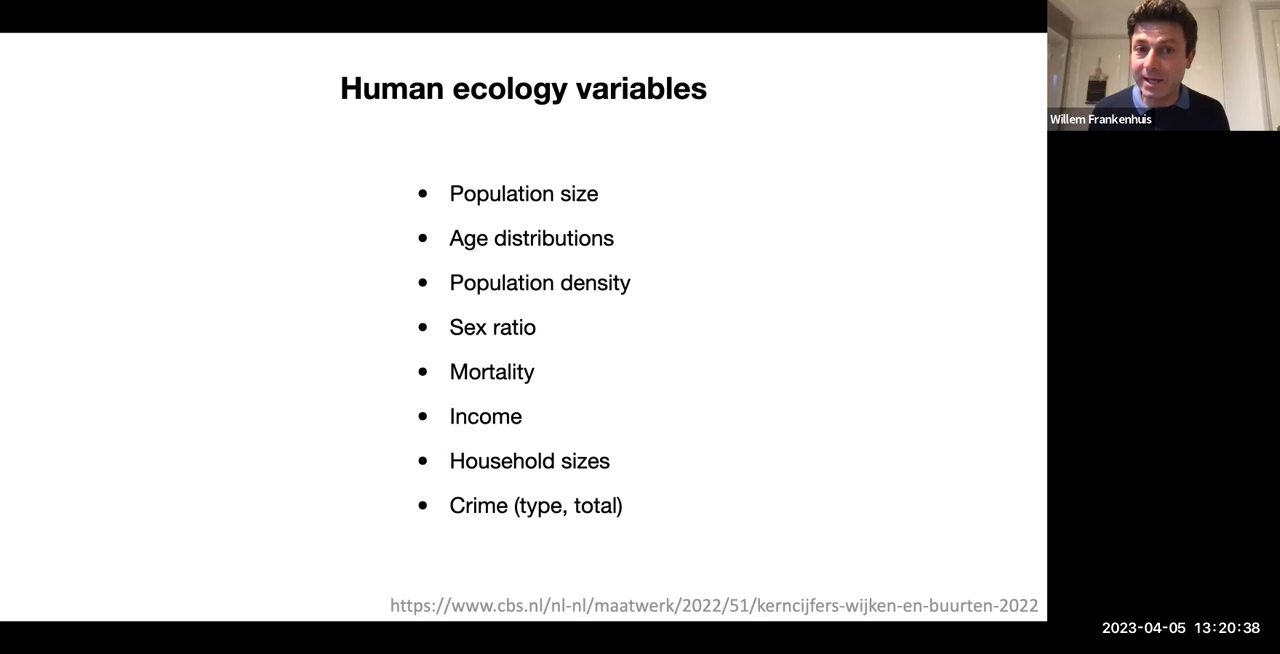 Human ecology variables
Willem Frankenhuis
• Population size
• Age distributions
• Population density
• Sex ratio
• Mortality
• Income
• Household sizes
• Crime (type, total)
https://www.cbs.nl/nl-nl/maatwerk/2022/51/kerncijfers-wijken-en-buurten-2022
2023-04-05 13:20:38